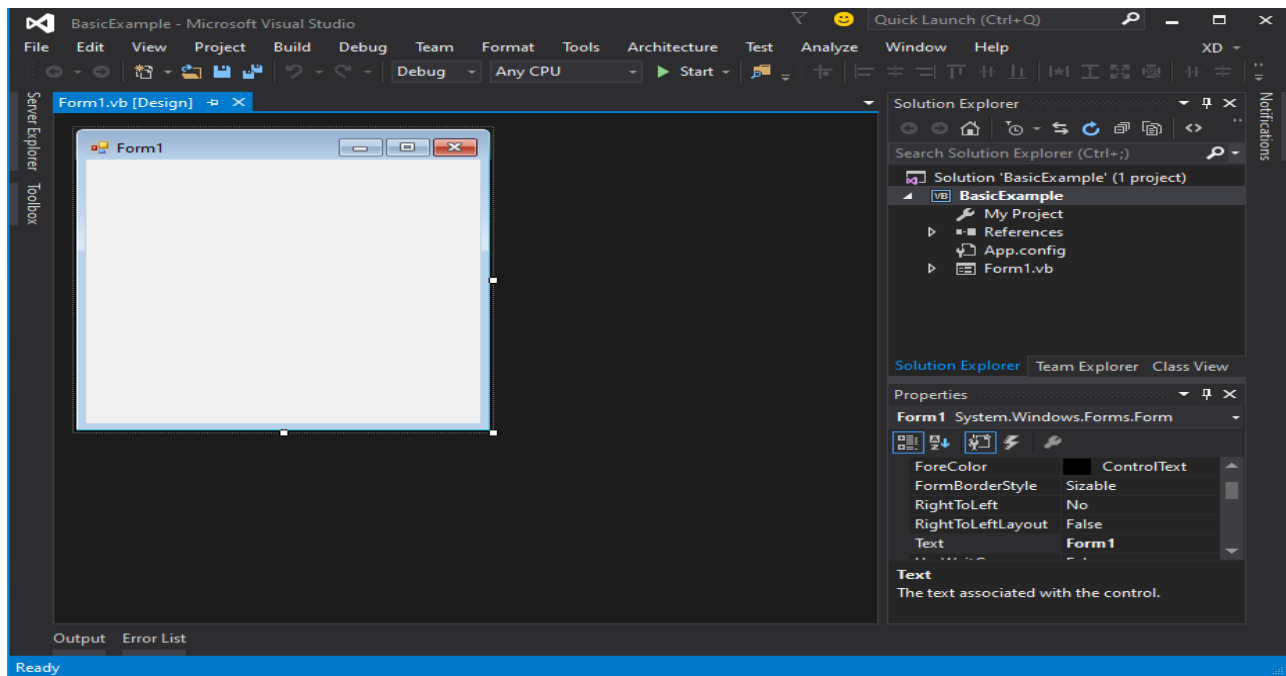 BasicExample - Microsoft Visual Studio
Quick Launch (Ctrl+Q)
File Edit View Project Build Debug Team Format Tools Architecture Test Analyze Window Help XD
Debug Any CPU Start
Server Explorer
Toolbox
Form1.vb [Design]
Form1
Solution Explorer
Search Solution Explorer (Ctrl+;)
Solution 'BasicExample' (1 project)
VB BasicExample
My Project
References
App.config
Form1.vb
Solution Explorer Team Explorer Class View
Properties
Form1 System.Windows.Forms.Form
ForeColor ControlText
FormBorderStyle Sizable
RightToLeft No
RightToLeftLayout False
Text Form1
Text
The text associated with the control.
Notifications
Output Error List
Ready